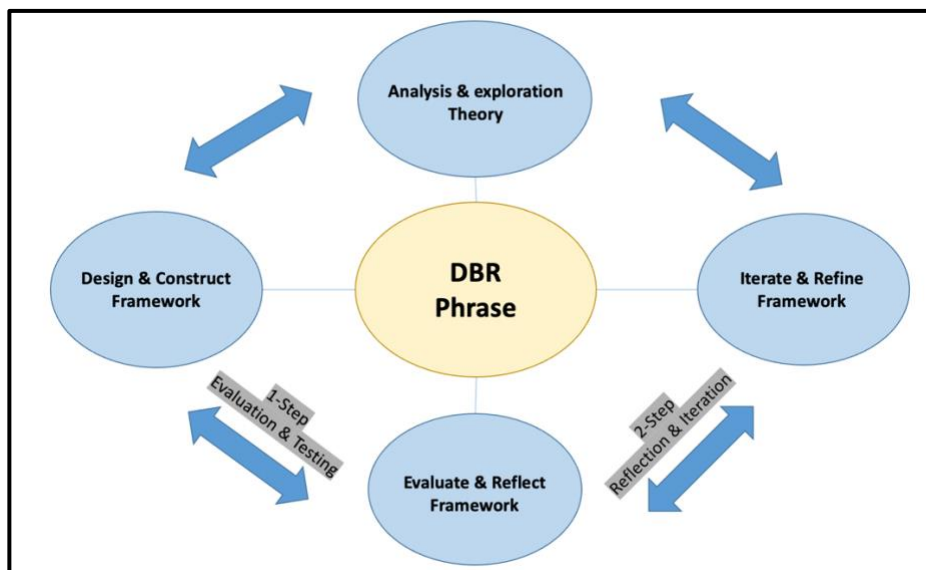 Analysis & exploration
Theory
Design & Construct
Framework
DBR
Phrase
Iterate & Refine
Framework
1-Step
Evaluation & Testing
2-Step
Reflection & Iteration
Evaluate & Reflect
Framework